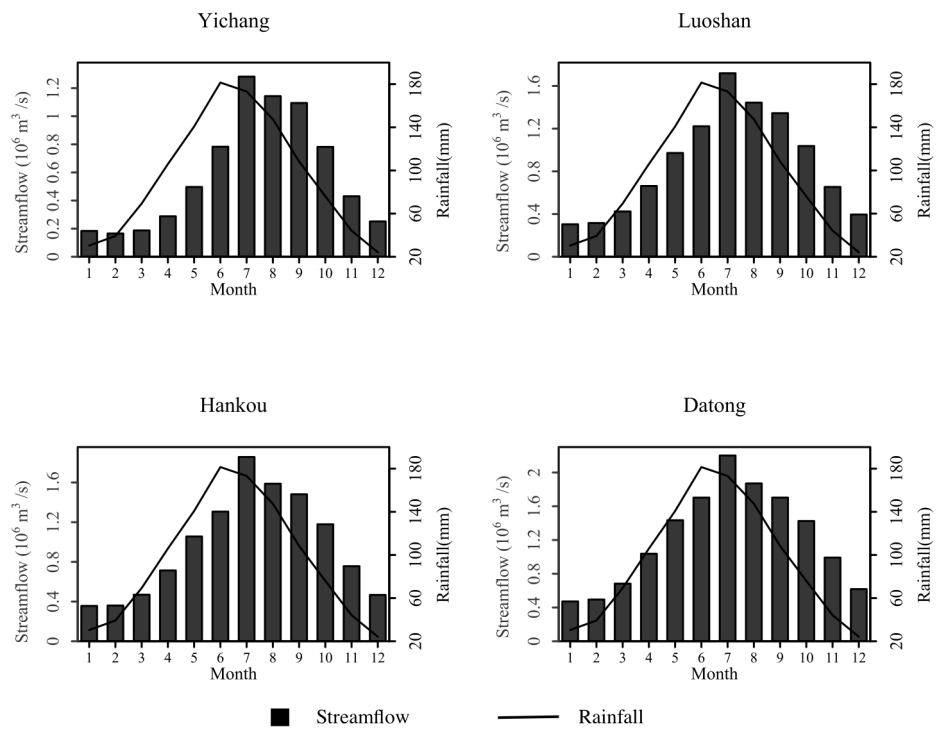 Yichang
Streamflow (10⁶ m³ /s)
0 0.2 0.4 0.6 0.8 1 1.2
20 60 100 140 180
Rainfall(mm)
1 2 3 4 5 6 7 8 9 10 11 12
Month
Luoshan
Streamflow (10⁶ m³ /s)
0 0.4 0.8 1.2 1.6
20 60 100 140 180
Rainfall(mm)
1 2 3 4 5 6 7 8 9 10 11 12
Month
Hankou
Streamflow (10⁶ m³ /s)
0 0.4 0.8 1.2 1.6
20 60 100 140 180
Rainfall(mm)
1 2 3 4 5 6 7 8 9 10 11 12
Month
Datong
Streamflow (10⁶ m³ /s)
0 0.4 0.8 1.2 1.6 2
20 60 100 140 180
Rainfall(mm)
1 2 3 4 5 6 7 8 9 10 11 12
Month
Streamflow Rainfall